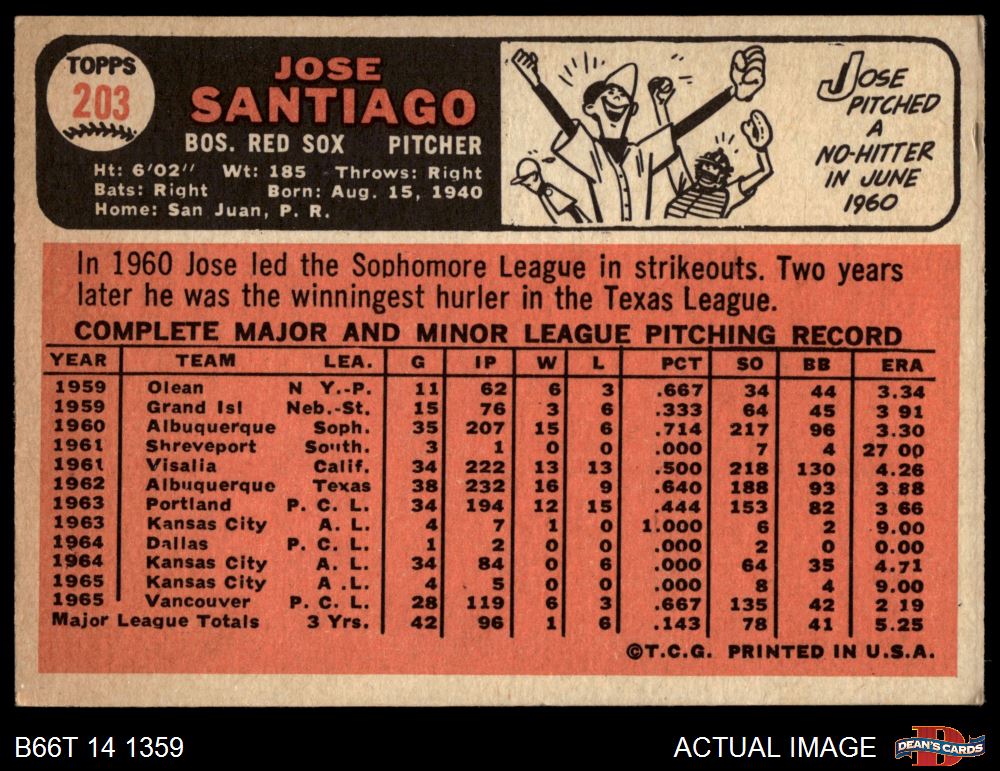 TOPPS
203
JOSE
SANTIAGO
BOS. RED SOX PITCHER
Ht: 6'02" Wt: 185 Throws: Right
Bats: Right Born: Aug. 15, 1940
Home: San Juan, P. R.
JOSE
PITCHED
A
NO-HITTER
IN JUNE
1960
In 1960 Jose led the Sophomore League in strikeouts. Two years
later he was the winningest hurler in the Texas League.
COMPLETE MAJOR AND MINOR LEAGUE PITCHING RECORD
YEAR TEAM LEA. G IP W L PCT SO BB ERA
1959 Olean N Y.-P. 11 62 6 3 .667 34 44 3.34
1959 Grand Isl Neb.-St. 15 76 3 6 .333 64 45 3 91
1960 Albuquerque Soph. 35 207 15 6 .714 217 96 3.30
1961 Shreveport South. 3 1 0 0 .000 7 4 27 00
1961 Visalia Calif. 34 222 13 13 .500 218 130 4.26
1962 Albuquerque Texas 38 232 16 9 .640 188 93 3 88
1963 Portland P. C. L. 34 194 12 15 .444 153 82 3 66
1963 Kansas City A. L. 4 7 1 0 1.000 6 2 9.00
1964 Dallas P. C. L. 1 2 0 0 .000 2 0 0.00
1964 Kansas City A. L. 34 84 0 6 .000 64 35 4.71
1965 Kansas City A .L. 4 5 0 0 .000 8 4 9.00
1965 Vancouver P. C. L. 28 119 6 3 .667 135 42 2 19
Major League Totals 3 Yrs. 42 96 1 6 .143 78 41 5.25
©T.C.G. PRINTED IN U.S.A.
B66T 14 1359 ACTUAL IMAGE DEAN'S CARDS